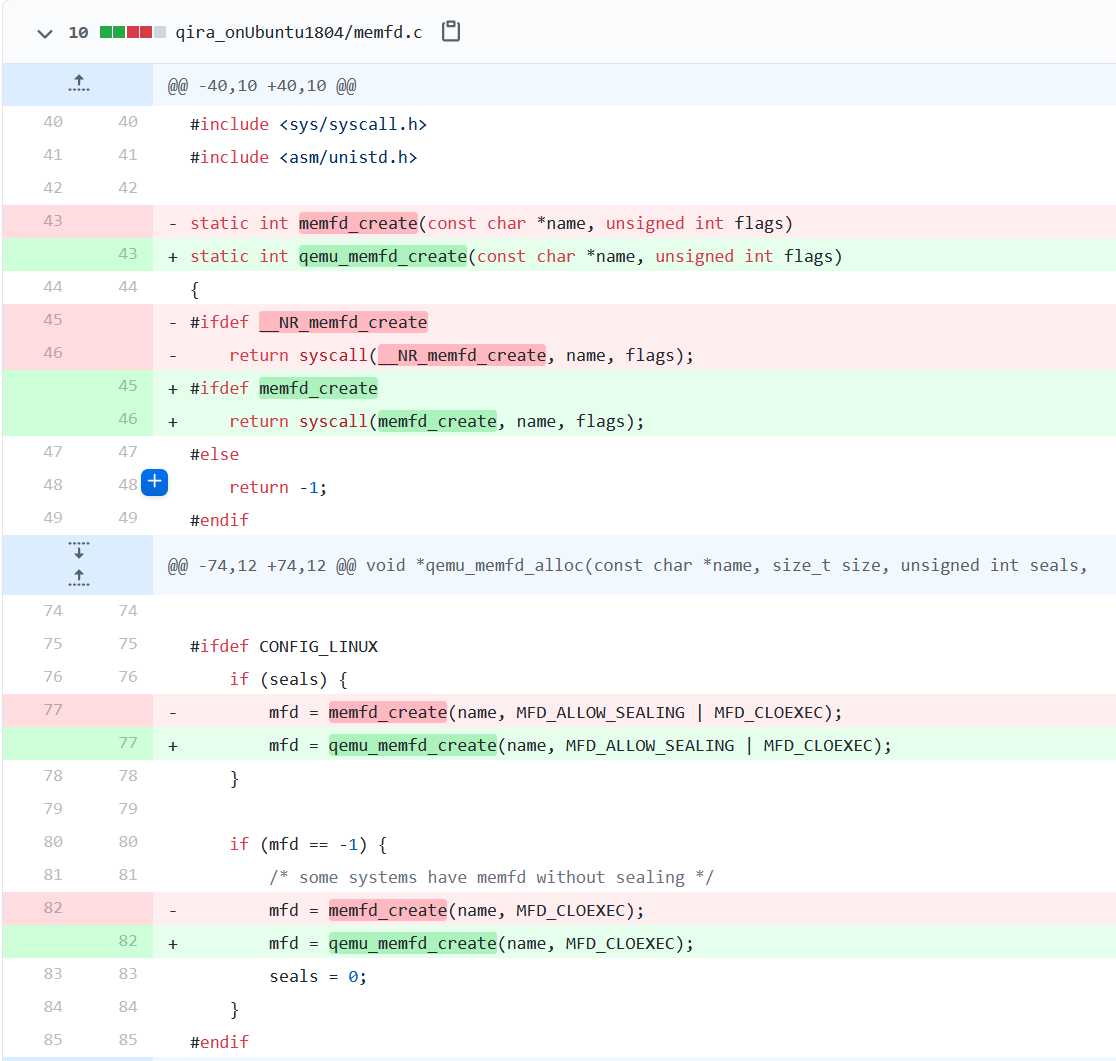 10 qira_onUbuntu1804/memfd.c
@@ -40,10 +40,10 @@
40 40 #include <sys/syscall.h>
41 41 #include <asm/unistd.h>
42 42
43 - static int memfd_create(const char *name, unsigned int flags)
43 + static int qemu_memfd_create(const char *name, unsigned int flags)
44 44 {
45 - #ifdef __NR_memfd_create
46 -     return syscall(__NR_memfd_create, name, flags);
45 + #ifdef memfd_create
46 +     return syscall(memfd_create, name, flags);
47 47 #else
48 48     return -1;
49 49 #endif
@@ -74,12 +74,12 @@ void *qemu_memfd_alloc(const char *name, size_t size, unsigned int seals,
74 74
75 75 #ifdef CONFIG_LINUX
76 76     if (seals) {
77 -         mfd = memfd_create(name, MFD_ALLOW_SEALING | MFD_CLOEXEC);
77 +         mfd = qemu_memfd_create(name, MFD_ALLOW_SEALING | MFD_CLOEXEC);
78 78     }
79 79
80 80     if (mfd == -1) {
81 81         /* some systems have memfd without sealing */
82 -         mfd = memfd_create(name, MFD_CLOEXEC);
82 +         mfd = qemu_memfd_create(name, MFD_CLOEXEC);
83 83         seals = 0;
84 84     }
85 85 #endif